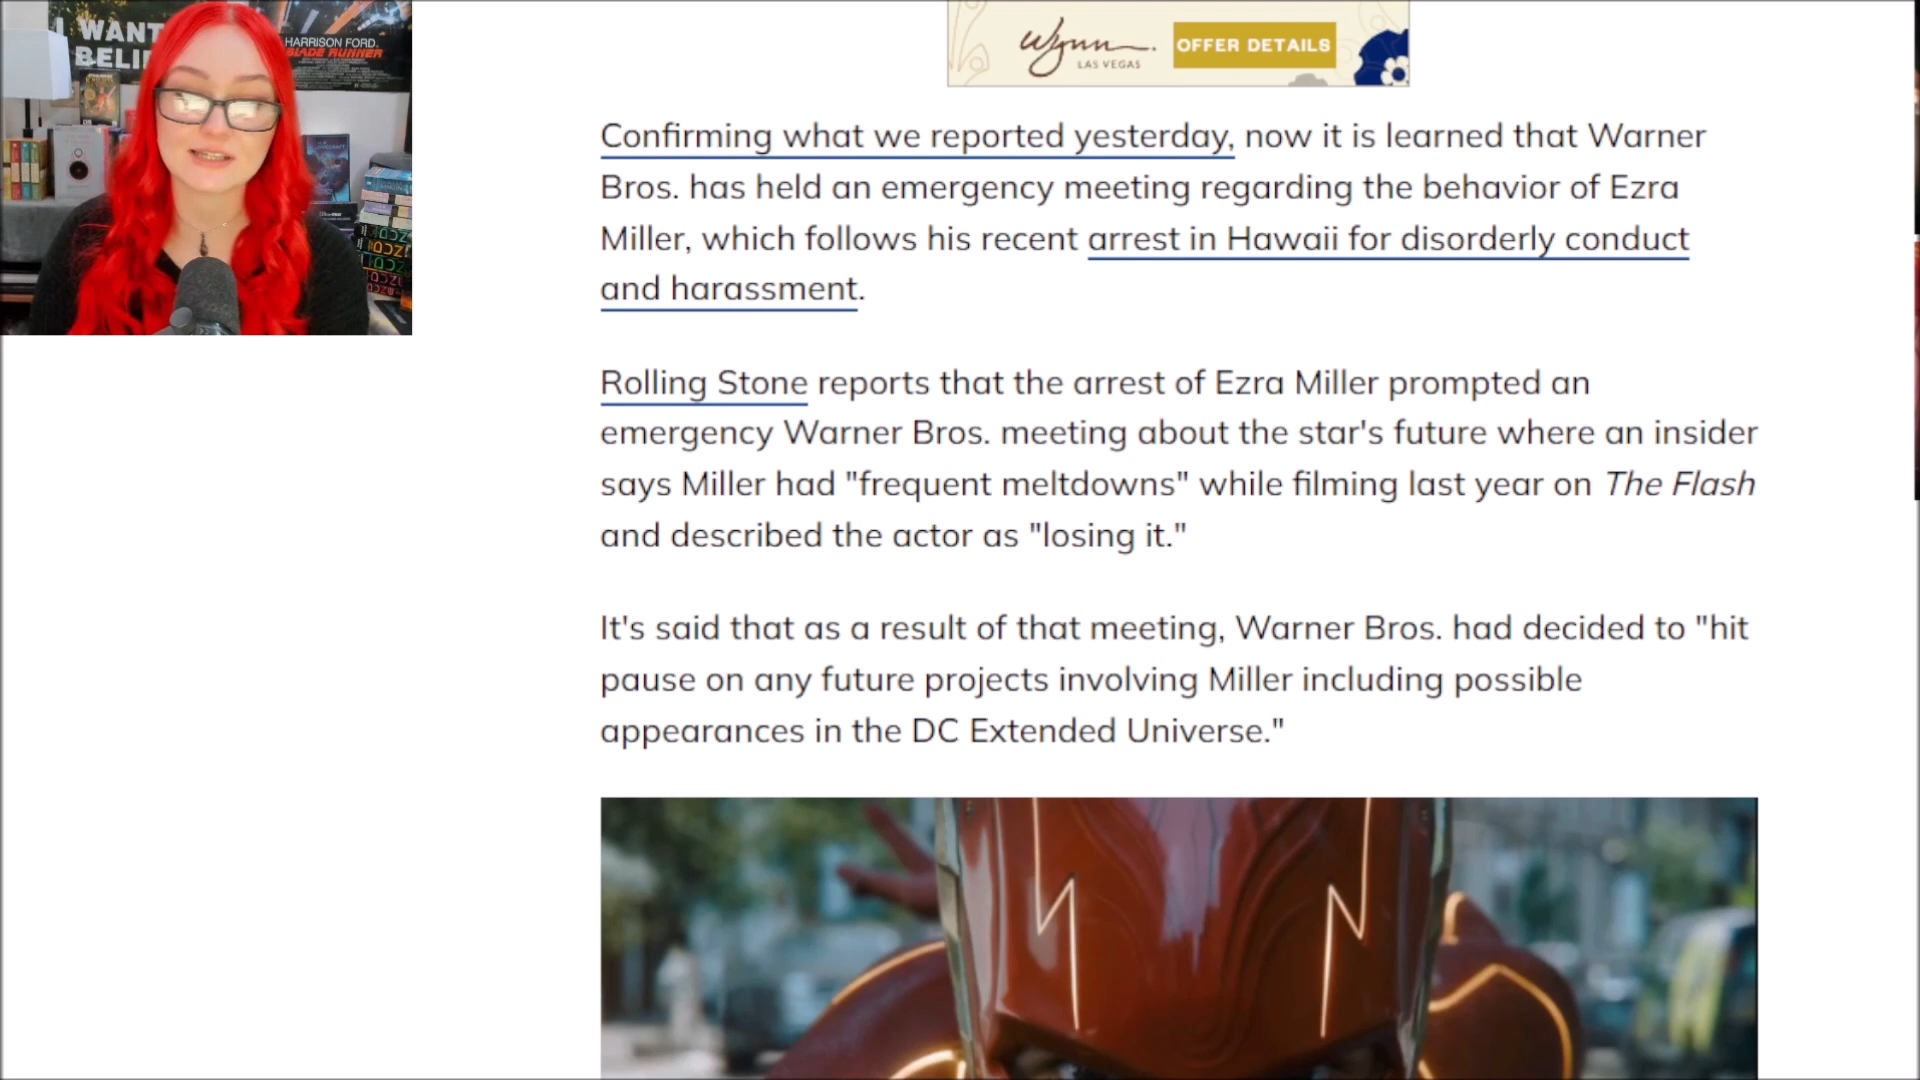 I WANT
BELI
HARRISON FORD.
BLADE RUNNER
Wynn
LAS VEGAS
OFFER DETAILS
Confirming what we reported yesterday, now it is learned that Warner
Bros. has held an emergency meeting regarding the behavior of Ezra
Miller, which follows his recent arrest in Hawaii for disorderly conduct
and harassment.
Rolling Stone reports that the arrest of Ezra Miller prompted an
emergency Warner Bros. meeting about the star's future where an insider
says Miller had "frequent meltdowns" while filming last year on The Flash
and described the actor as "losing it."
It's said that as a result of that meeting, Warner Bros. had decided to "hit
pause on any future projects involving Miller including possible
appearances in the DC Extended Universe."